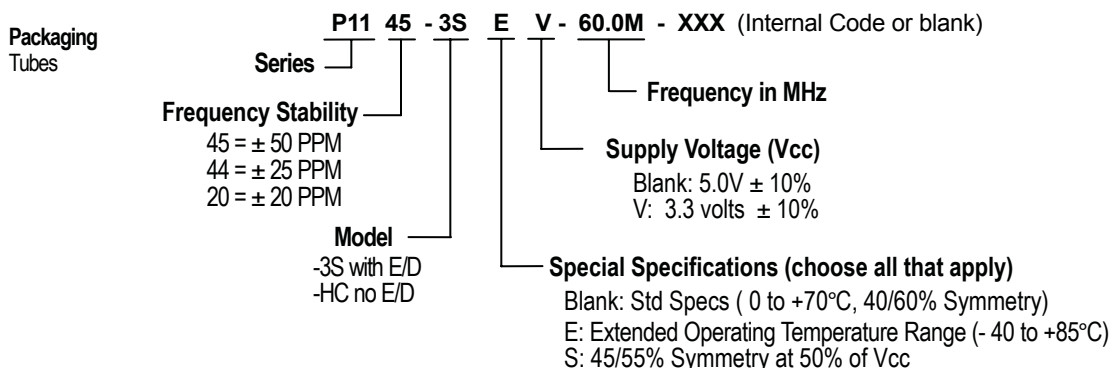 P11 45 - 3S E V - 60.0M - XXX (Internal Code or blank)
Packaging
Tubes
Series
Frequency in MHz
Frequency Stability
45 = ± 50 PPM
44 = ± 25 PPM
20 = ± 20 PPM
Supply Voltage (Vcc)
Blank: 5.0V ± 10%
V: 3.3 volts ± 10%
Model
-3S with E/D
-HC no E/D
Special Specifications (choose all that apply)
Blank: Std Specs ( 0 to +70°C, 40/60% Symmetry)
E: Extended Operating Temperature Range (- 40 to +85°C)
S: 45/55% Symmetry at 50% of Vcc